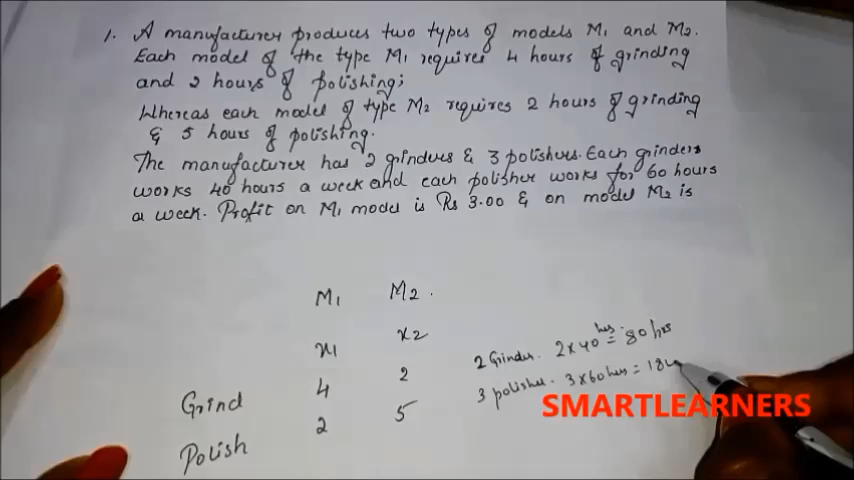 1. A manufacturer produces two types of models M1 and M2.
Each model of the type M1 requires 4 hours of grinding
and 2 hours of polishing;
Whereas each model of type M2 requires 2 hours of grinding
& 5 hours of polishing.
The manufacturer has 2 grinders & 3 polishers. Each grinders
works 40 hours a week and each polisher works for 60 hours
a week. Profit on M1 model is Rs 3.00 & on model M2 is
M1 M2.
x1 x2
Grind 4 2
Polish 2 5
2 Grinder. 2x40 hrs = 80 hrs
3 polisher. 3x60 hrs = 180
SMARTLEARNERS